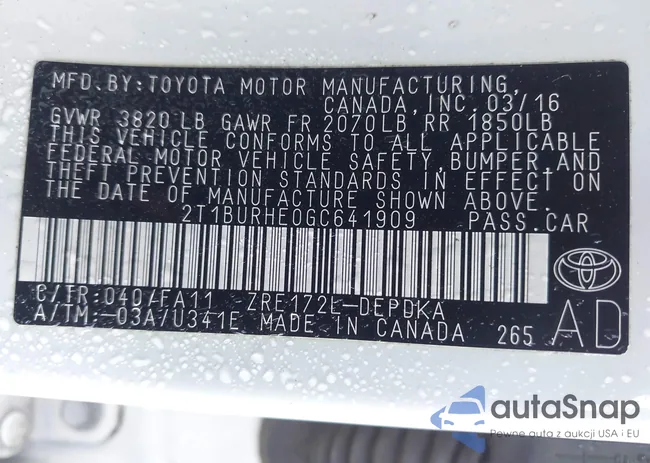 MFD. BY: TOYOTA MOTOR MANUFACTURING,
CANADA, INC. 03/16
GVWR 3820 LB GAWR FR 2070LB RR 1850LB
THIS VEHICLE CONFORMS TO ALL APPLICABLE
FEDERAL MOTOR VEHICLE SAFETY, BUMPER, AND
THEFT PREVENTION STANDARDS IN EFFECT ON
THE DATE OF MANUFACTURE SHOWN ABOVE.
2T1BURHE0GC641909 PASS. CAR
C/TR: 040/FA11 ZRE172L-DEPDKA
A/TM: -03A/U341E MADE IN CANADA 265 AD
autaSnap
Pewne auta z aukcji USA i EU